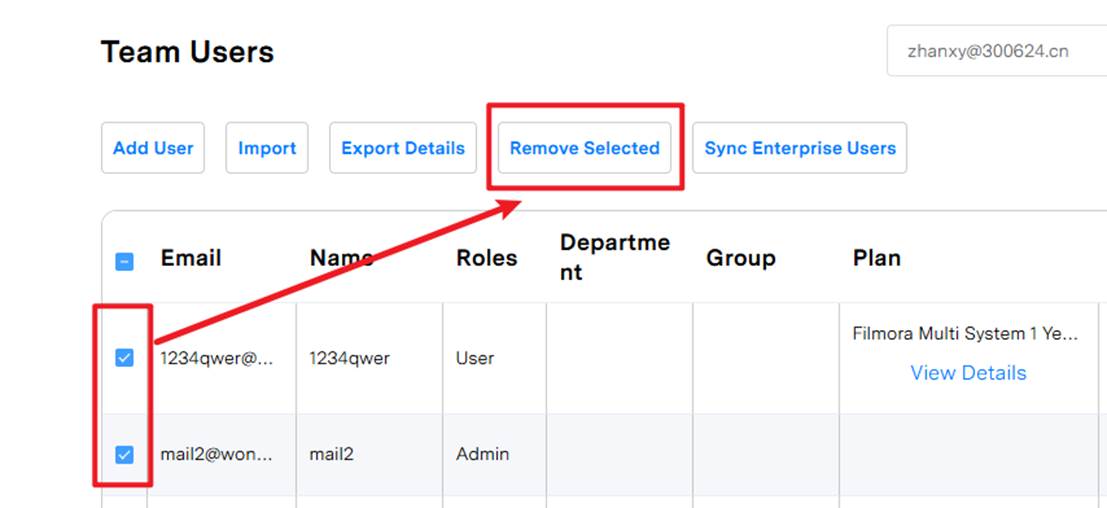 Team Users
zhanxy@300624.cn
Add User
Import
Export Details
Remove Selected
Sync Enterprise Users
Email Name Roles Departme
nt Group Plan
1234qwer@... 1234qwer User Filmora Multi System 1 Ye...
View Details
mail2@won... mail2 Admin